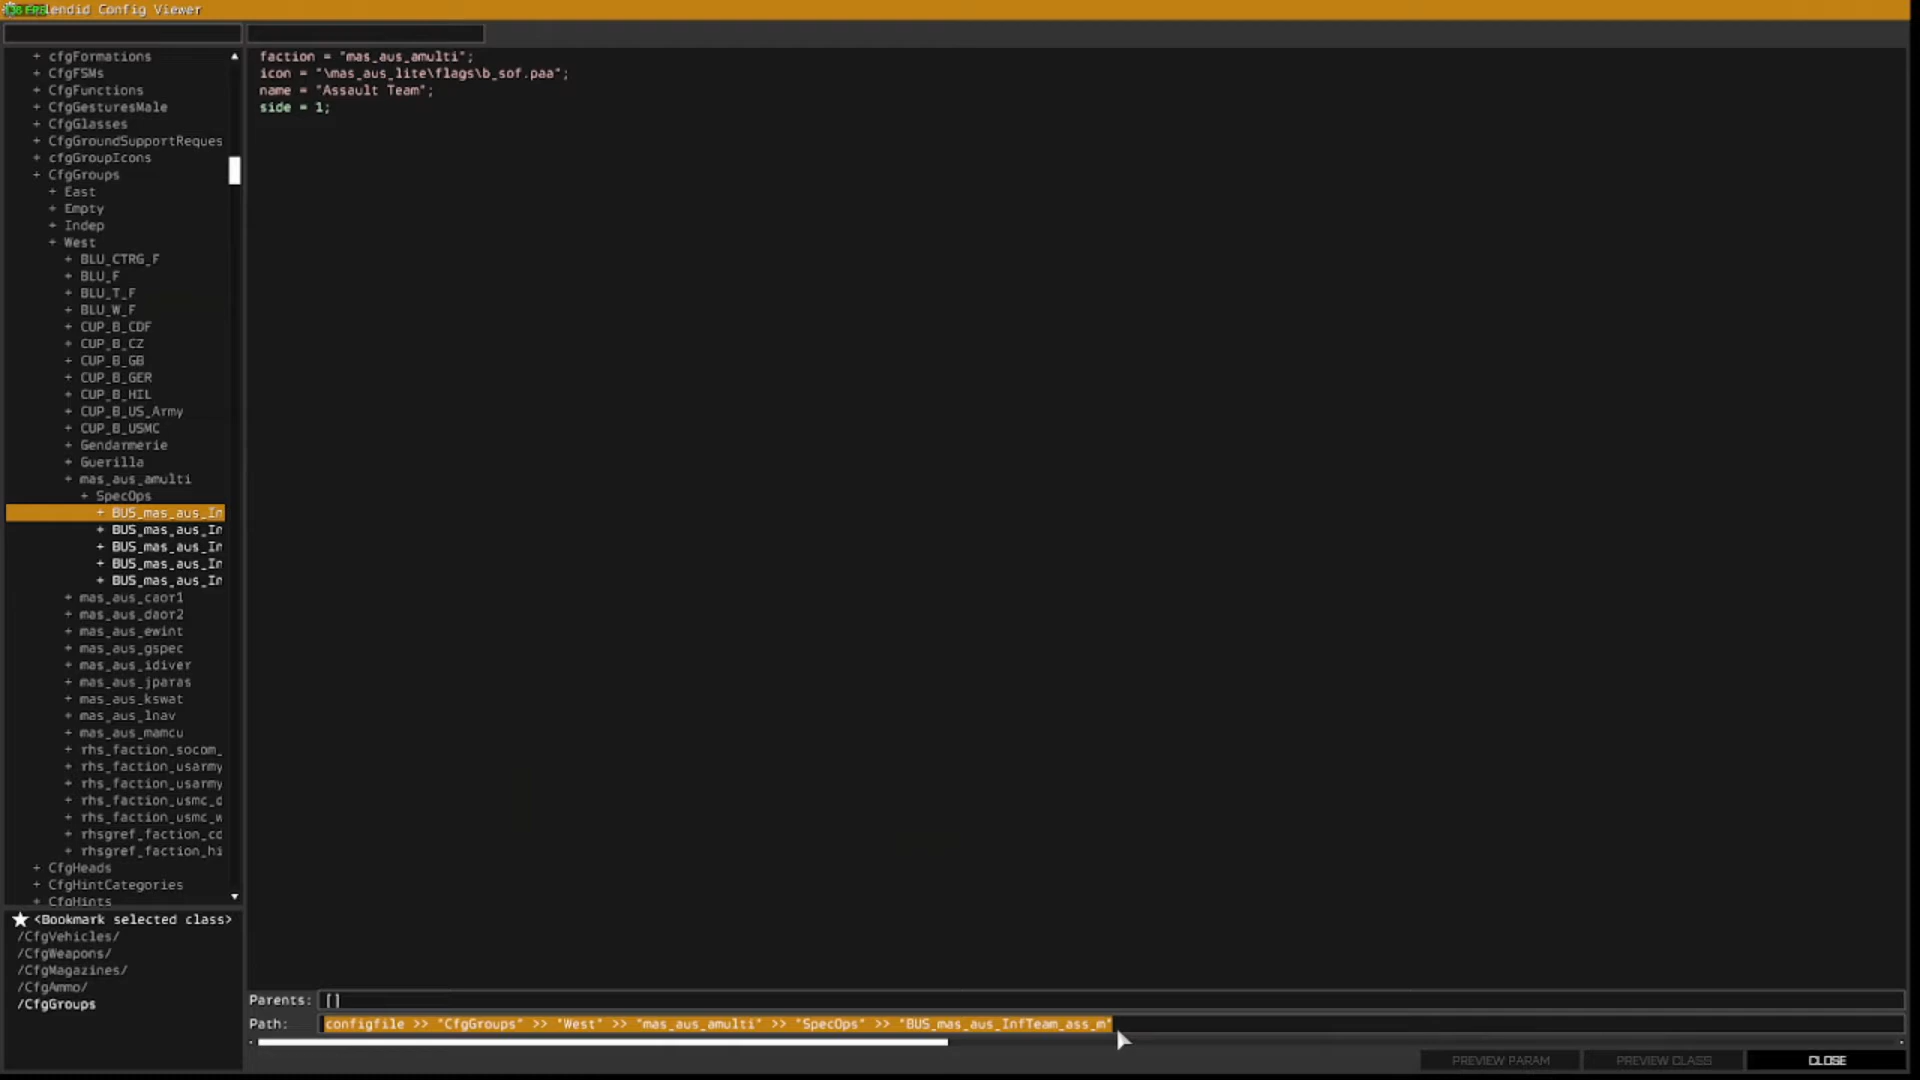 lendid Config Viewer
+ cfgFormations
+ CfgFSMs
+ CfgFunctions
+ CfgGesturesMale
+ CfgGlasses
+ CfgGroundSupportReques
+ cfgGroupIcons
+ CfgGroups
+ East
+ Empty
+ Indep
+ West
+ BLU_CTRG_F
+ BLU_F
+ BLU_T_F
+ BLU_W_F
+ CUP_B_CDF
+ CUP_B_CZ
+ CUP_B_GB
+ CUP_B_GER
+ CUP_B_HIL
+ CUP_B_US_Army
+ CUP_B_USMC
+ Gendarmerie
+ Guerilla
+ mas_aus_amulti
+ SpecOps
+ BUS_mas_aus_In
+ BUS_mas_aus_In
+ BUS_mas_aus_In
+ BUS_mas_aus_In
+ BUS_mas_aus_In
+ mas_aus_caor1
+ mas_aus_daor2
+ mas_aus_ewint
+ mas_aus_gspec
+ mas_aus_idiver
+ mas_aus_jparas
+ mas_aus_kswat
+ mas_aus_lnav
+ mas_aus_mamcu
+ rhs_faction_socom_
+ rhs_faction_usarmy
+ rhs_faction_usarmy
+ rhs_faction_usmc_d
+ rhs_faction_usmc_w
+ rhsgref_faction_cd
+ rhsgref_faction_hi
+ CfgHeads
+ CfgHintCategories
+ CfgHints
<Bookmark selected class>
/CfgVehicles/
/CfgWeapons/
/CfgMagazines/
/CfgAmmo/
/CfgGroups
faction = "mas_aus_amulti";
icon = "\mas_aus_lite\flags\b_sof.paa";
name = "Assault Team";
side = 1;
Parents: []
Path: configfile >> "CfgGroups" >> "West" >> "mas_aus_amulti" >> "SpecOps" >> "BUS_mas_aus_InfTeam_ass_m"
PREVIEW PARAM PREVIEW CLASS CLOSE